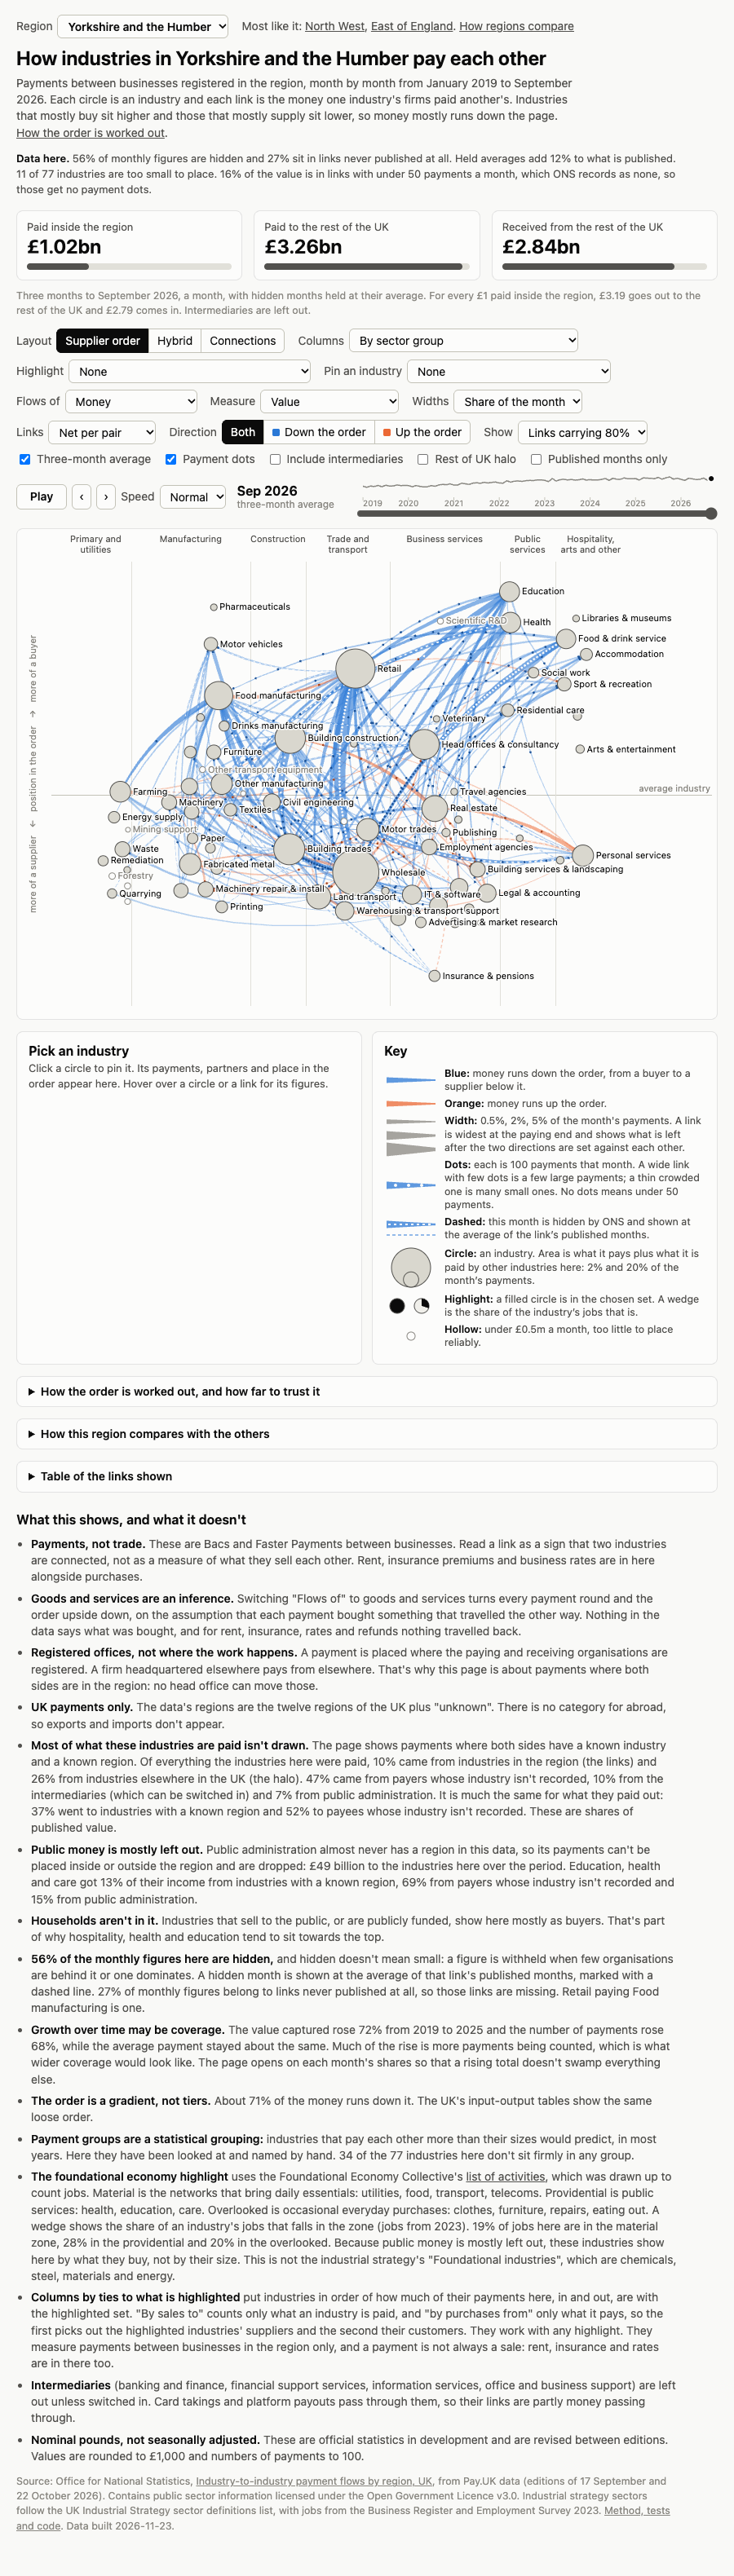 Region Yorkshire and the Humber Most like it: North West, East of England. How regions compare
How industries in Yorkshire and the Humber pay each other
Payments between businesses registered in the region, month by month from January 2019 to September
2026. Each circle is an industry and each link is the money one industry's firms paid another's. Industries
that mostly buy sit higher and those that mostly supply sit lower, so money mostly runs down the page.
How the order is worked out.
Data here. 56% of monthly figures are hidden and 27% sit in links never published at all. Held averages add 12% to what is published.
11 of 77 industries are too small to place. 16% of the value is in links with under 50 payments a month, which ONS records as none, so
those get no payment dots.
Paid inside the region
£1.02bn
Paid to the rest of the UK
£3.26bn
Received from the rest of the UK
£2.84bn
Three months to September 2026, a month, with hidden months held at their average. For every £1 paid inside the region, £3.19 goes out to the
rest of the UK and £2.79 comes in. Intermediaries are left out.
Layout Supplier order Hybrid Connections Columns By sector group
Highlight None Pin an industry None
Flows of Money Measure Value Widths Share of the month
Links Net per pair Direction Both Down the order Up the order Show Links carrying 80%
Three-month average Payment dots Include intermediaries Rest of UK halo Published months only
Play ‹ › Speed Normal Sep 2026
three-month average
2019 2020 2021 2022 2023 2024 2025 2026
Primary and
utilities
Manufacturing
Construction
Trade and
transport
Business services
Public
services
Hospitality,
arts and other
more of a supplier ← position in the order → more of a buyer
Education
Pharmaceuticals
Scientific R&D
Health
Libraries & museums
Motor vehicles
Food & drink service
Accommodation
Retail
Social work
Sport & recreation
Food manufacturing
Residential care
Veterinary
Drinks manufacturing
Building construction
Head offices & consultancy
Arts & entertainment
Furniture
Other transport equipment
Other manufacturing
average industry
Farming
Travel agencies
Machinery
Civil engineering
Textiles
Real estate
Energy supply
Mining support
Motor trades
Publishing
Paper
Waste
Building trades
Employment agencies
Personal services
Remediation
Fabricated metal
Building services & landscaping
Forestry
Wholesale
Quarrying
Machinery repair & install
Land transport
IT & software
Legal & accounting
Printing
Warehousing & transport support
Advertising & market research
Insurance & pensions
Pick an industry
Click a circle to pin it. Its payments, partners and place in the
order appear here. Hover over a circle or a link for its figures.
Key
Blue: money runs down the order, from a buyer to a
supplier below it.
Orange: money runs up the order.
Width: 0.5%, 2%, 5% of the month's payments. A link
is widest at the paying end and shows what is left
after the two directions are set against each other.
Dots: each is 100 payments that month. A wide link
with few dots is a few large payments; a thin crowded
one is many small ones. No dots means under 50
payments.
Dashed: this month is hidden by ONS and shown at
the average of the link's published months.
Circle: an industry. Area is what it pays plus what it is
paid by other industries here: 2% and 20% of the
month's payments.
Highlight: a filled circle is in the chosen set. A wedge
is the share of the industry's jobs that is.
Hollow: under £0.5m a month, too little to place
reliably.
How the order is worked out, and how far to trust it
How this region compares with the others
Table of the links shown
What this shows, and what it doesn't
• Payments, not trade. These are Bacs and Faster Payments between businesses. Read a link as a sign that two industries
are connected, not as a measure of what they sell each other. Rent, insurance premiums and business rates are in here
alongside purchases.
• Goods and services are an inference. Switching "Flows of" to goods and services turns every payment round and the
order upside down, on the assumption that each payment bought something that travelled the other way. Nothing in the
data says what was bought, and for rent, insurance, rates and refunds nothing travelled back.
• Registered offices, not where the work happens. A payment is placed where the paying and receiving organisations are
registered. A firm headquartered elsewhere pays from elsewhere. That's why this page is about payments where both
sides are in the region: no head office can move those.
• UK payments only. The data's regions are the twelve regions of the UK plus "unknown". There is no category for abroad,
so exports and imports don't appear.
• Most of what these industries are paid isn't drawn. The page shows payments where both sides have a known industry
and a known region. Of everything the industries here were paid, 10% came from industries in the region (the links) and
26% from industries elsewhere in the UK (the halo). 47% came from payers whose industry isn't recorded, 10% from the
intermediaries (which can be switched in) and 7% from public administration. It is much the same for what they paid out:
37% went to industries with a known region and 52% to payees whose industry isn't recorded. These are shares of
published value.
• Public money is mostly left out. Public administration almost never has a region in this data, so its payments can't be
placed inside or outside the region and are dropped: £49 billion to the industries here over the period. Education, health
and care got 13% of their income from industries with a known region, 69% from payers whose industry isn't recorded and
15% from public administration.
• Households aren't in it. Industries that sell to the public, or are publicly funded, show here mostly as buyers. That's part
of why hospitality, health and education tend to sit towards the top.
• 56% of the monthly figures here are hidden, and hidden doesn't mean small: a figure is withheld when few organisations
are behind it or one dominates. A hidden month is shown at the average of that link's published months, marked with a
dashed line. 27% of monthly figures belong to links never published at all, so those links are missing. Retail paying Food
manufacturing is one.
• Growth over time may be coverage. The value captured rose 72% from 2019 to 2025 and the number of payments rose
68%, while the average payment stayed about the same. Much of the rise is more payments being counted, which is what
wider coverage would look like. The page opens on each month's shares so that a rising total doesn't swamp everything
else.
• The order is a gradient, not tiers. About 71% of the money runs down it. The UK's input-output tables show the same
loose order.
• Payment groups are a statistical grouping: industries that pay each other more than their sizes would predict, in most
years. Here they have been looked at and named by hand. 34 of the 77 industries here don't sit firmly in any group.
• The foundational economy highlight uses the Foundational Economy Collective's list of activities, which was drawn up to
count jobs. Material is the networks that bring daily essentials: utilities, food, transport, telecoms. Providential is public
services: health, education, care. Overlooked is occasional everyday purchases: clothes, furniture, repairs, eating out. A
wedge shows the share of an industry's jobs that falls in the zone (jobs from 2023). 19% of jobs here are in the material
zone, 28% in the providential and 20% in the overlooked. Because public money is mostly left out, these industries show
here by what they buy, not by their size. This is not the industrial strategy's "Foundational industries", which are chemicals,
steel, materials and energy.
• Columns by ties to what is highlighted put industries in order of how much of their payments here, in and out, are with
the highlighted set. "By sales to" counts only what an industry is paid, and "by purchases from" only what it pays, so the
first picks out the highlighted industries' suppliers and the second their customers. They work with any highlight. They
measure payments between businesses in the region only, and a payment is not always a sale: rent, insurance and rates
are in there too.
• Intermediaries (banking and finance, financial support services, information services, office and business support) are left
out unless switched in. Card takings and platform payouts pass through them, so their links are partly money passing
through.
• Nominal pounds, not seasonally adjusted. These are official statistics in development and are revised between editions.
Values are rounded to £1,000 and numbers of payments to 100.
Source: Office for National Statistics, Industry-to-industry payment flows by region, UK, from Pay.UK data (editions of 17 September and
22 October 2026). Contains public sector information licensed under the Open Government Licence v3.0. Industrial strategy sectors
follow the UK Industrial Strategy sector definitions list, with jobs from the Business Register and Employment Survey 2023. Method, tests
and code. Data built 2026-11-23.